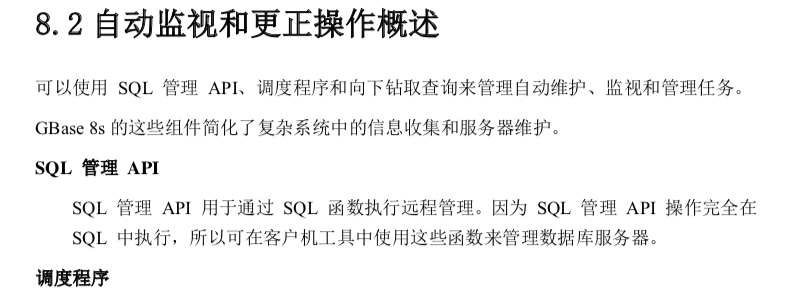 8.2 自动监视和更正操作概述
可以使用 SQL 管理 API、调度程序和向下钻取查询来管理自动维护、监视和管理任务。
GBase 8s 的这些组件简化了复杂系统中的信息收集和服务器维护。
SQL 管理 API
SQL 管理 API 用于通过 SQL 函数执行远程管理。因为 SQL 管理 API 操作完全在
SQL 中执行，所以可在客户机工具中使用这些函数来管理数据库服务器。
调度程序